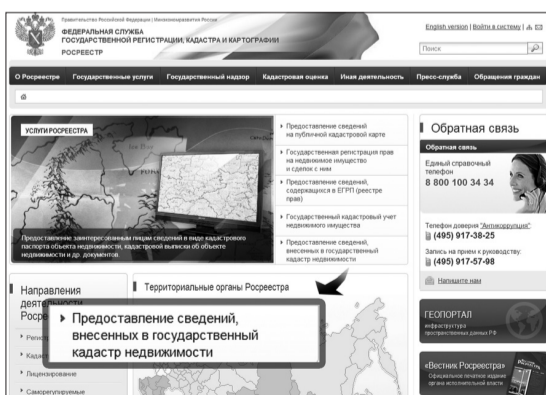 Правительство Российской Федерации | Минэкономразвития России
ФЕДЕРАЛЬНАЯ СЛУЖБА
ГОСУДАРСТВЕННОЙ РЕГИСТРАЦИИ, КАДАСТРА И КАРТОГРАФИИ
РОСРЕЕСТР
English version | Войти в систему |
Поиск
О Росреестре Государственные услуги Государственный надзор Кадастровая оценка Иная деятельность Пресс-служба Обращения граждан
УСЛУГИ РОСРЕЕСТРА
Предоставление заинтересованным лицам сведений в виде кадастрового
паспорта объекта недвижимости, кадастровой выписки об объекте
недвижимости и др. документов.
Предоставление сведений
на публичной кадастровой карте
Государственная регистрация прав
на недвижимое имущество
и сделок с ним
Предоставление сведений,
содержащихся в ЕГРП (реестре
прав)
Государственный кадастровый учет
недвижимого имущества
Предоставление сведений,
внесенных в государственный
кадастр недвижимости
Обратная связь
Обратная связь
Единый справочный
телефон
8 800 100 34 34
Телефон доверия "Антикоррупция":
(495) 917-38-25
Запись на прием к руководству:
(495) 917-57-98
Напишите нам
Направления
деятельности
Росре
Регист
Кадаст
Лицензирование
Саморегулируемые
Территориальные органы Росреестра
Предоставление сведений,
внесенных в государственный
кадастр недвижимости
ГЕОПОРТАЛ
инфраструктура
пространственных данных РФ
«Вестник Росреестра»
Официальное печатное издание
органа исполнительной власти